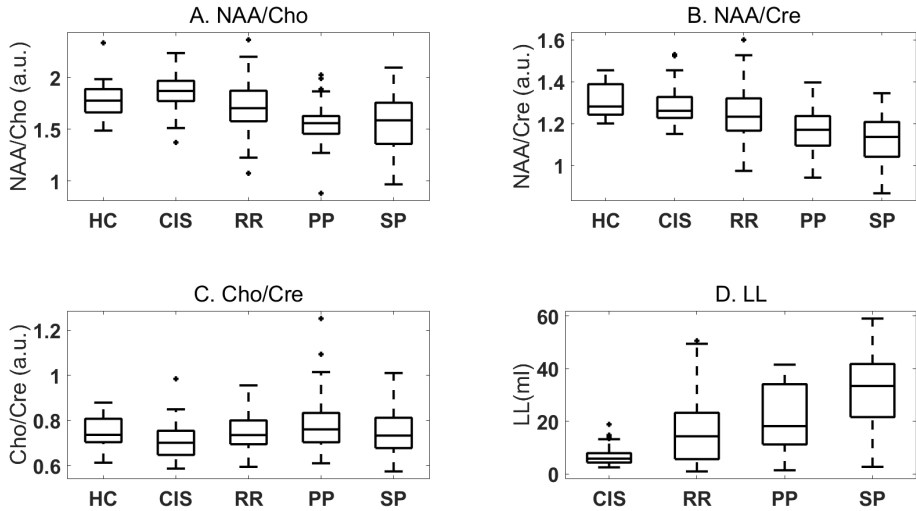 A. NAA/Cho
NAA/Cho (a.u.)
2
1.5
1
HC CIS RR PP SP
B. NAA/Cre
NAA/Cre (a.u.)
1.6
1.4
1.2
1
HC CIS RR PP SP
C. Cho/Cre
Cho/Cre (a.u.)
1.2
1
0.8
0.6
HC CIS RR PP SP
D. LL
LL(ml)
60
40
20
0
CIS RR PP SP